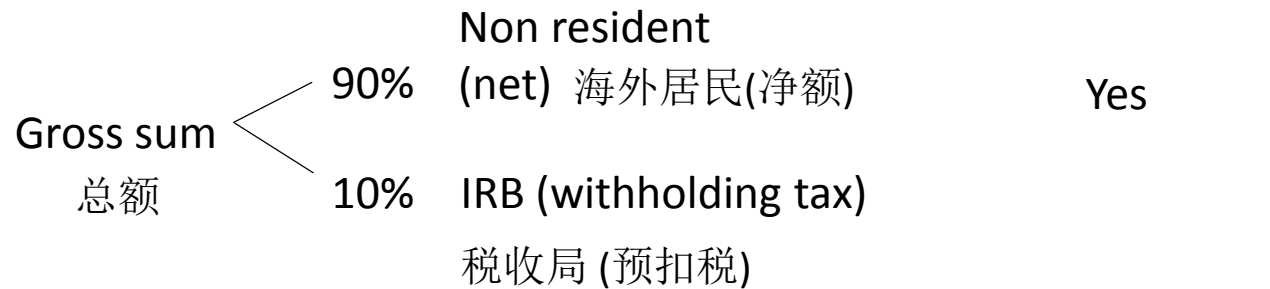 Non resident
90% (net) 海外居民(净额) Yes
Gross sum
总额
10% IRB (withholding tax)
税收局 (预扣税)